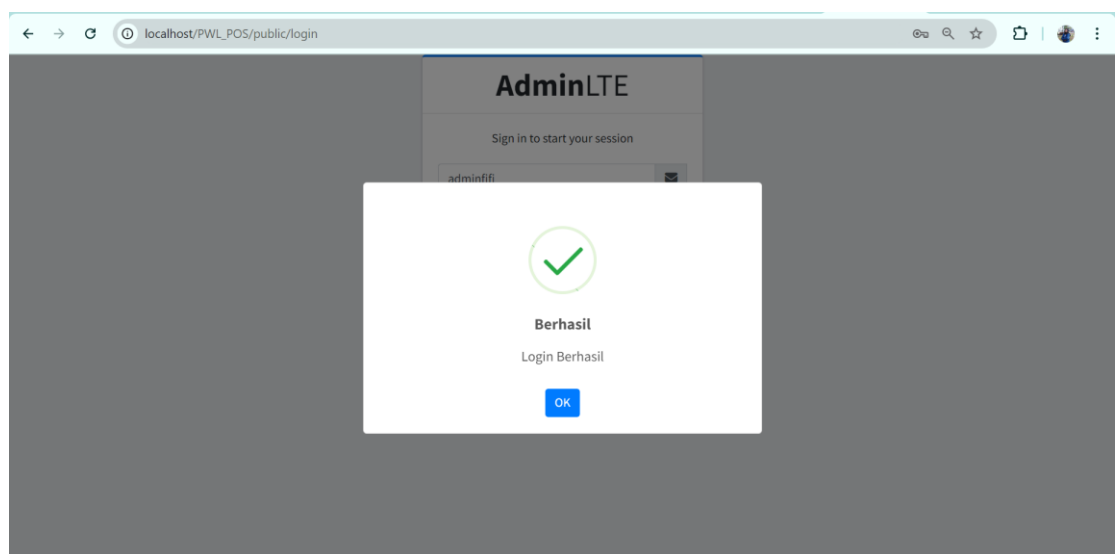 localhost/PWL_POS/public/login
AdminLTE
Sign in to start your session
adminfifi
Berhasil
Login Berhasil
OK